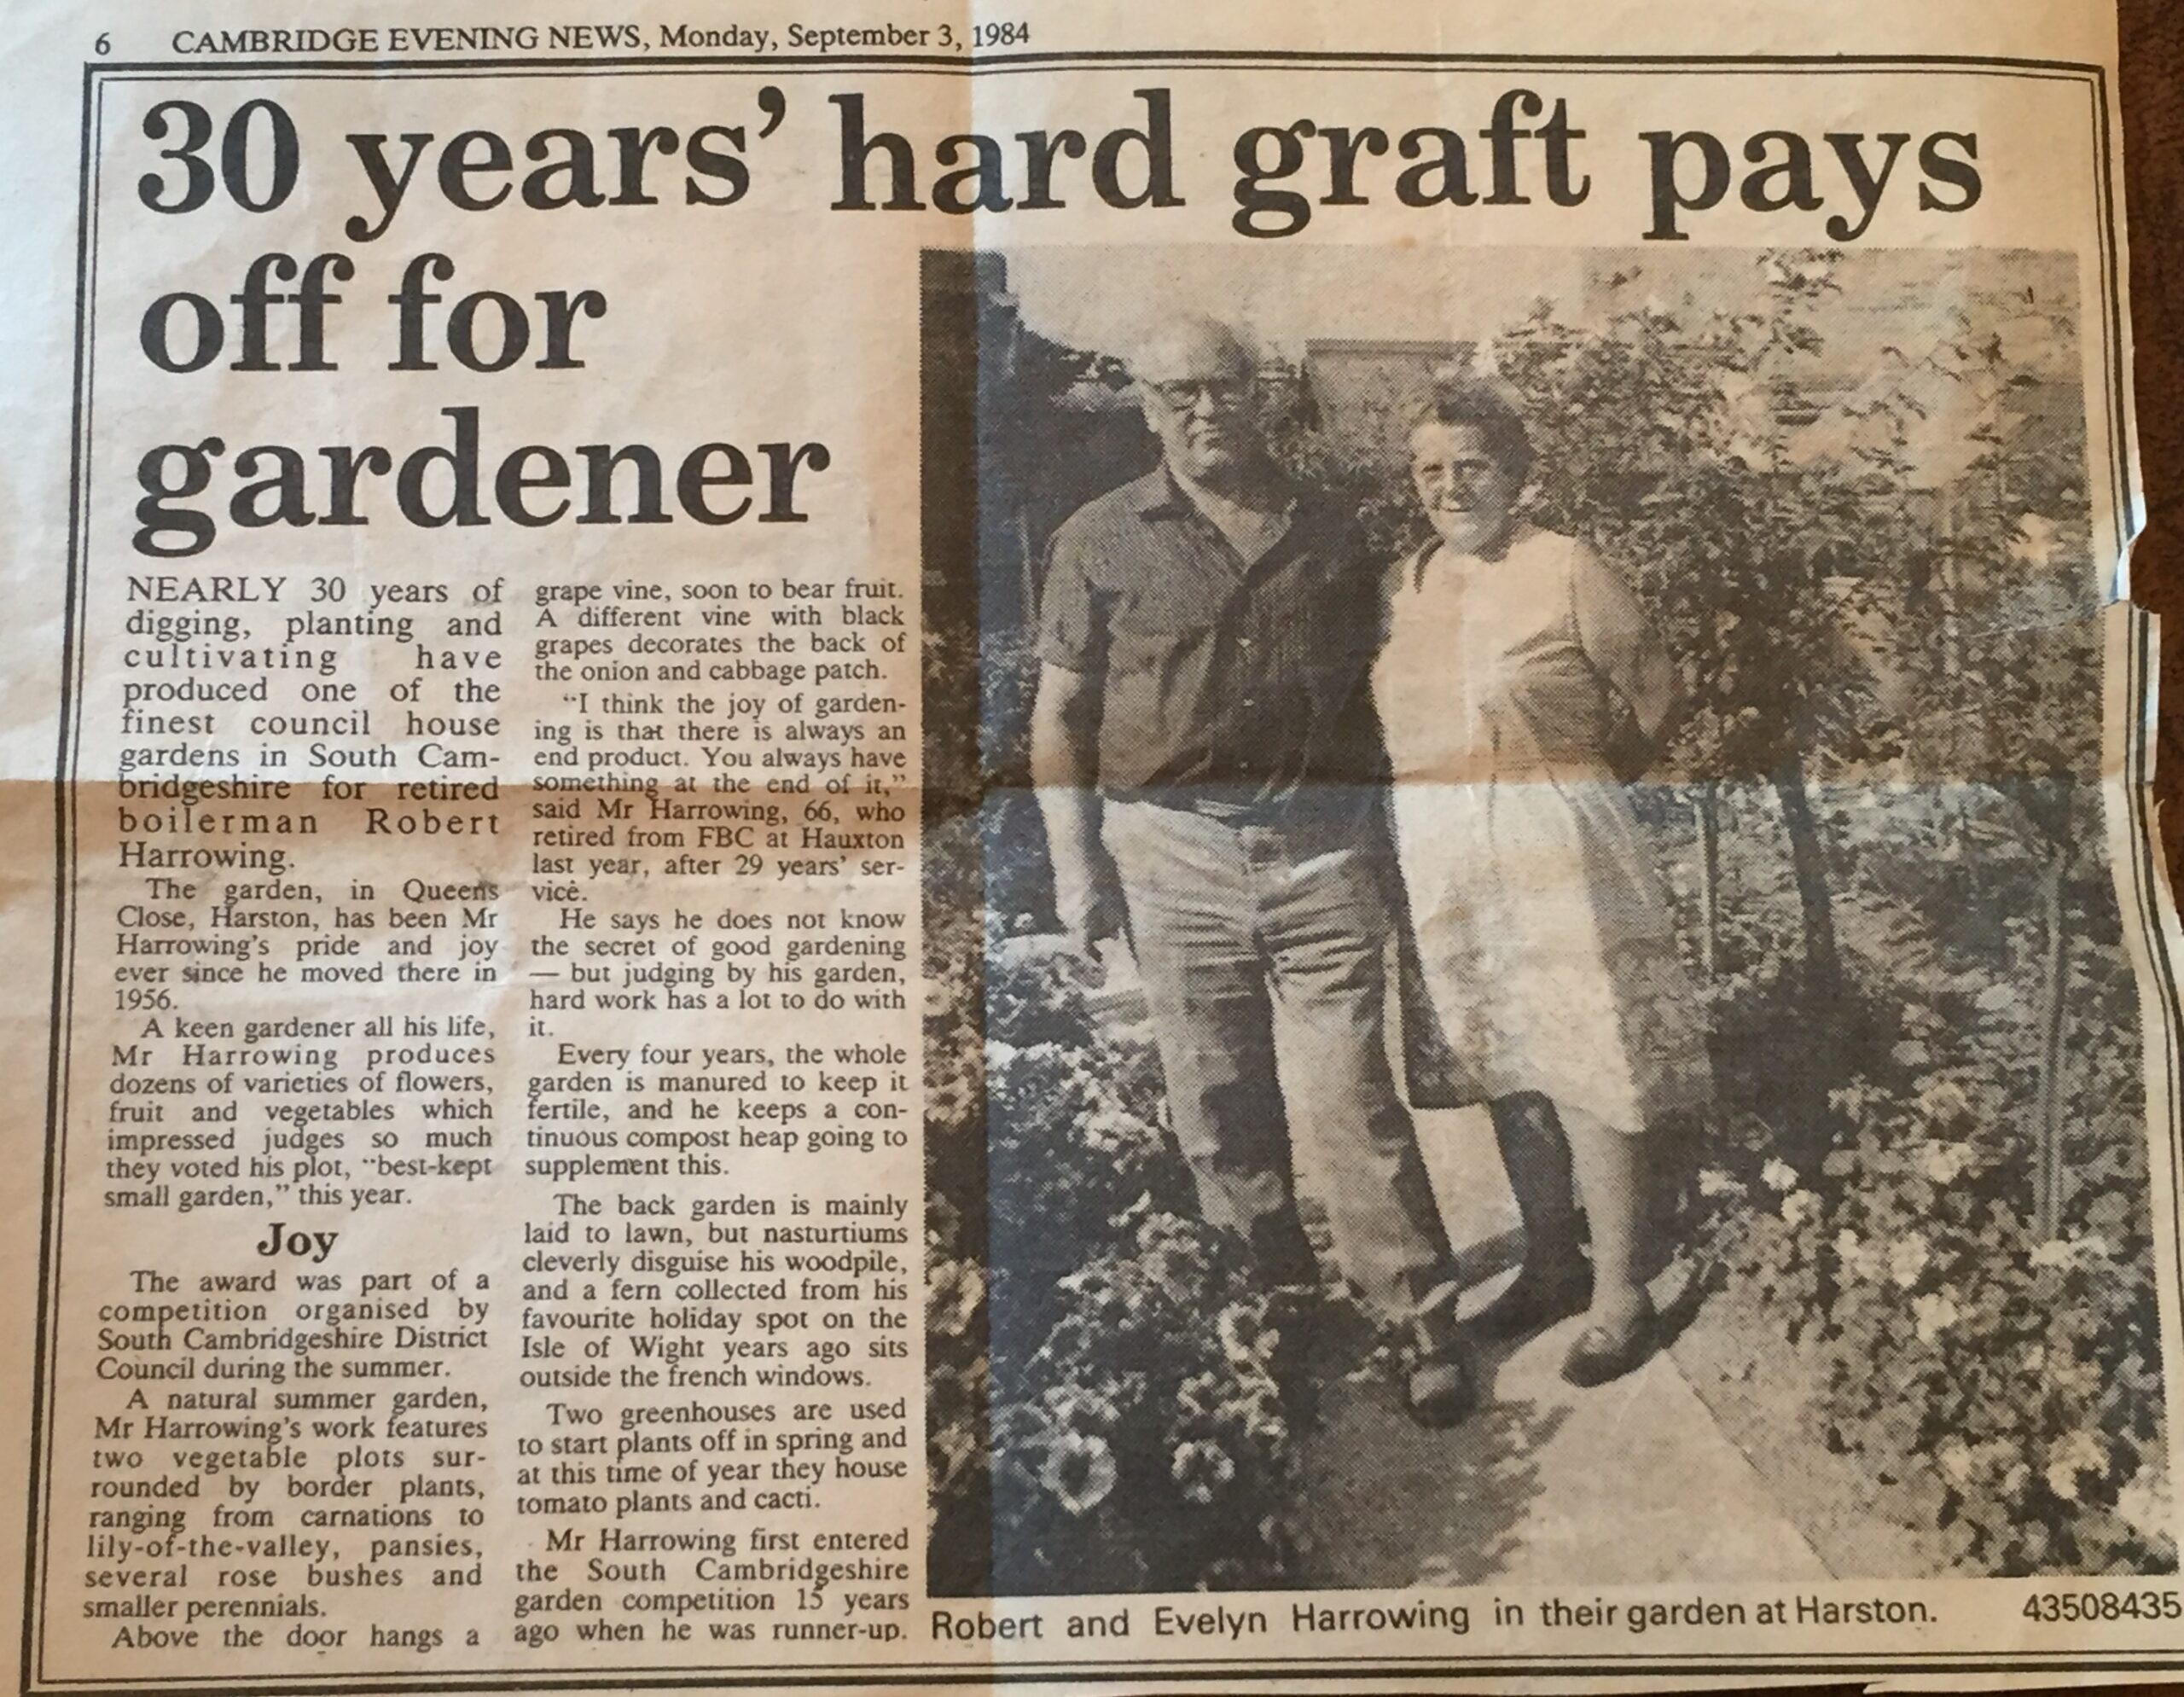 6 CAMBRIDGE EVENING NEWS, Monday, September 3, 1984
30 years' hard graft pays
off for
gardener
NEARLY 30 years of
digging, planting and
cultivating have
produced one of the
finest council house
gardens in South Cam-
bridgeshire for retired
boilerman Robert
Harrowing.
The garden, in Queens
Close, Harston, has been Mr
Harrowing's pride and joy
ever since he moved there in
1956.
A keen gardener all his life,
Mr Harrowing produces
dozens of varieties of flowers,
fruit and vegetables which
impressed judges so much
they voted his plot, "best-kept
small garden," this year.
Joy
The award was part of a
competition organised by
South Cambridgeshire District
Council during the summer.
A natural summer garden,
Mr Harrowing's work features
two vegetable plots sur-
rounded by border plants,
ranging from carnations to
lily-of-the-valley, pansies,
several rose bushes and
smaller perennials.
Above the door hangs a
grape vine, soon to bear fruit.
A different vine with black
grapes decorates the back of
the onion and cabbage patch.
"I think the joy of garden-
ing is that there is always an
end product. You always have
something at the end of it,"
said Mr Harrowing, 66, who
retired from FBC at Hauxton
last year, after 29 years' ser-
vice.
He says he does not know
the secret of good gardening
— but judging by his garden,
hard work has a lot to do with
it.
Every four years, the whole
garden is manured to keep it
fertile, and he keeps a con-
tinuous compost heap going to
supplement this.
The back garden is mainly
laid to lawn, but nasturtiums
cleverly disguise his woodpile,
and a fern collected from his
favourite holiday spot on the
Isle of Wight years ago sits
outside the french windows.
Two greenhouses are used
to start plants off in spring and
at this time of year they house
tomato plants and cacti.
Mr Harrowing first entered
the South Cambridgeshire
garden competition 15 years
ago when he was runner-up.
Robert and Evelyn Harrowing in their garden at Harston. 43508435